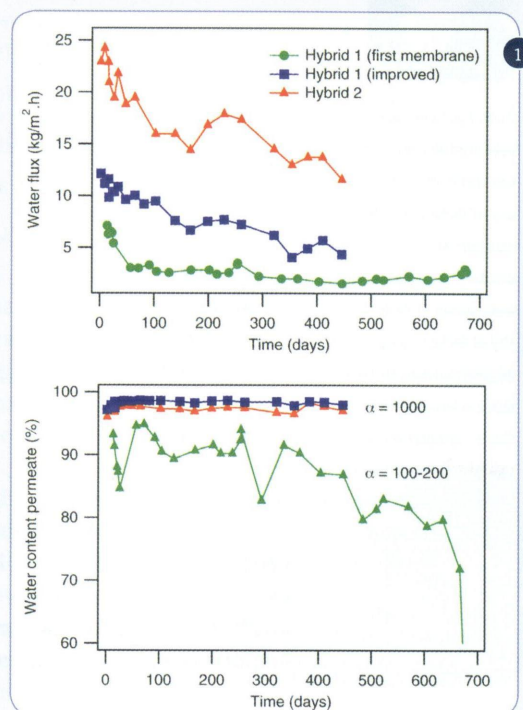 1
25
20
15
10
5
Water flux (kg/m².h)
Hybrid 1 (first membrane)
Hybrid 1 (improved)
Hybrid 2
0 100 200 300 400 500 600 700
Time (days)
100
90
80
70
60
Water content permeate (%)
α = 1000
α = 100-200
0 100 200 300 400 500 600 700
Time (days)